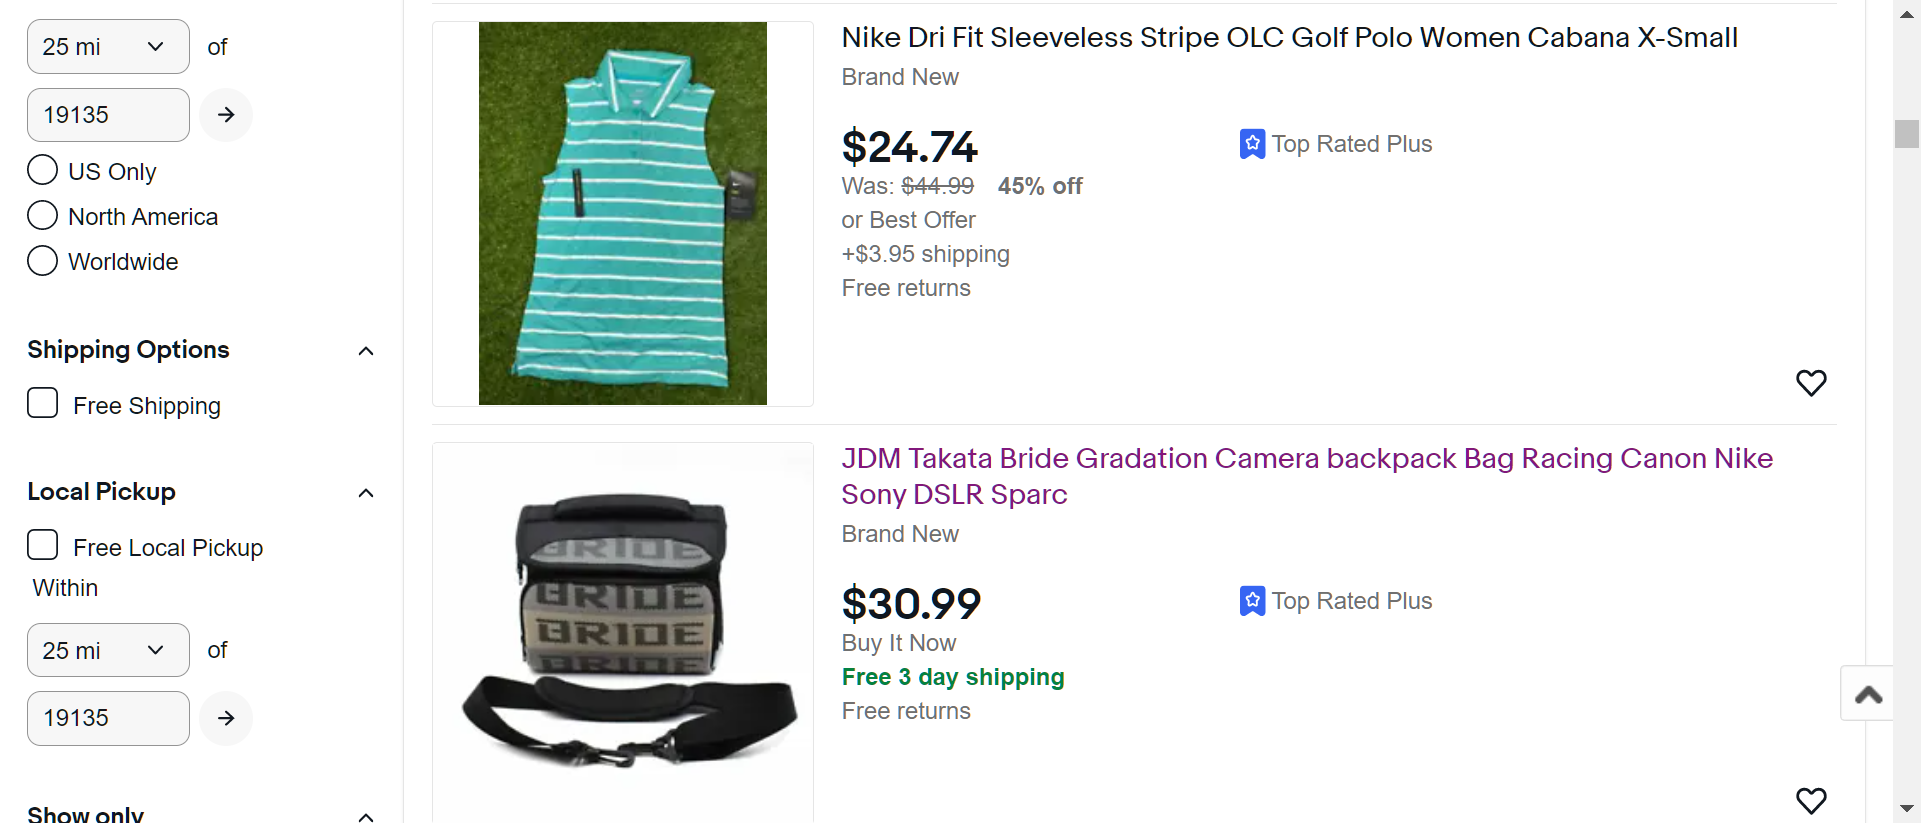 25 mi of
19135
US Only
North America
Worldwide
Shipping Options
Free Shipping
Local Pickup
Free Local Pickup
Within
25 mi of
19135
Show only
Nike Dri Fit Sleeveless Stripe OLC Golf Polo Women Cabana X-Small
Brand New
$24.74
Was: $44.99 45% off
or Best Offer
+$3.95 shipping
Free returns
Top Rated Plus
BRIDE
BRIDE
BRIDE
BRIDE
JDM Takata Bride Gradation Camera backpack Bag Racing Canon Nike
Sony DSLR Sparc
Brand New
$30.99
Buy It Now
Free 3 day shipping
Free returns
Top Rated Plus